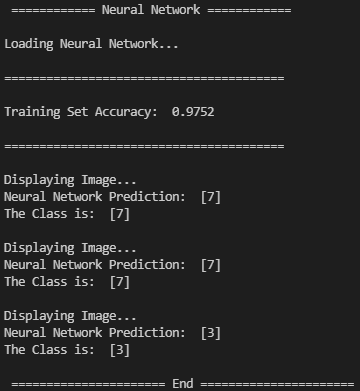 ============ Neural Network ============
Loading Neural Network...
========================================
Training Set Accuracy:  0.9752
========================================
Displaying Image...
Neural Network Prediction:  [7]
The Class is:  [7]
Displaying Image...
Neural Network Prediction:  [7]
The Class is:  [7]
Displaying Image...
Neural Network Prediction:  [3]
The Class is:  [3]
====================== End ======================